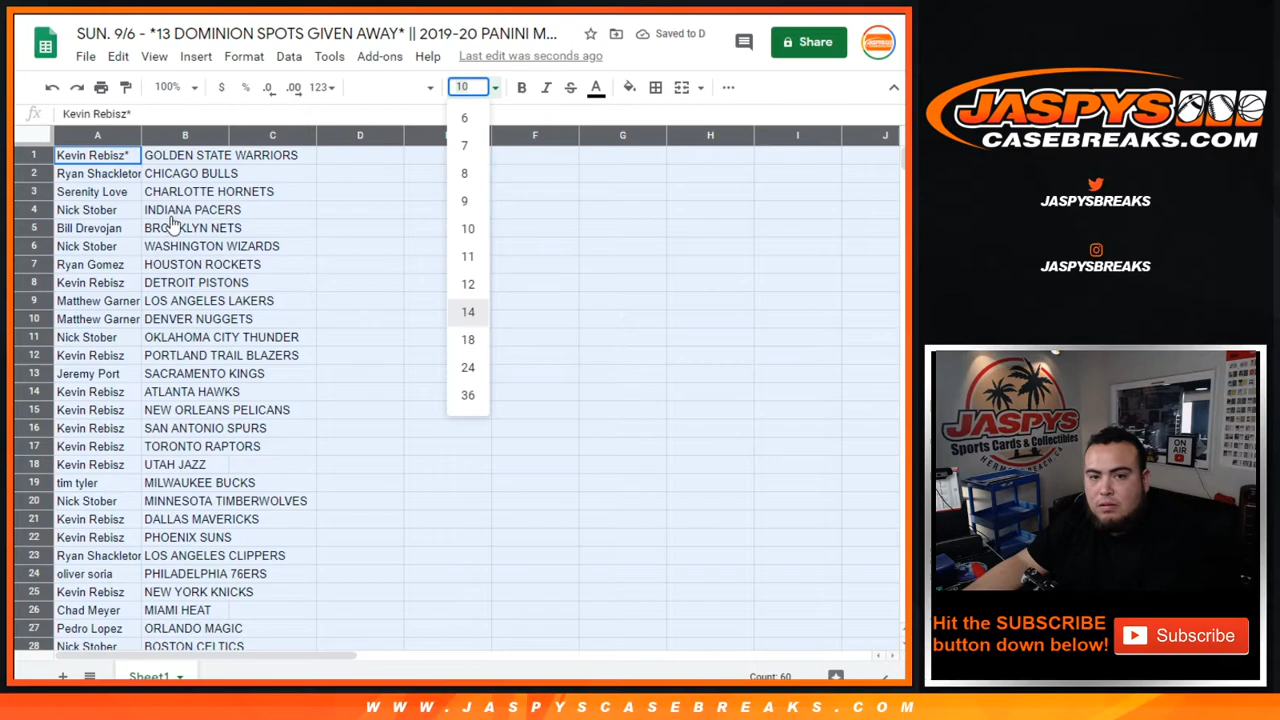 SUN. 9/6 - *13 DOMINION SPOTS GIVEN AWAY* || 2019-20 PANINI M...
Saved to D
Share
File Edit View Insert Format Data Tools Add-ons Help Last edit was seconds ago
100% $ % .0 .00 123 10 B I S A
fx Kevin Rebisz*
A B C D F G H I J
1 Kevin Rebisz* GOLDEN STATE WARRIORS
2 Ryan Shackleton CHICAGO BULLS
3 Serenity Love CHARLOTTE HORNETS
4 Nick Stober INDIANA PACERS
5 Bill Drevojan BROOKLYN NETS
6 Nick Stober WASHINGTON WIZARDS
7 Ryan Gomez HOUSTON ROCKETS
8 Kevin Rebisz DETROIT PISTONS
9 Matthew Garner LOS ANGELES LAKERS
10 Matthew Garner DENVER NUGGETS
11 Nick Stober OKLAHOMA CITY THUNDER
12 Kevin Rebisz PORTLAND TRAIL BLAZERS
13 Jeremy Port SACRAMENTO KINGS
14 Kevin Rebisz ATLANTA HAWKS
15 Kevin Rebisz NEW ORLEANS PELICANS
16 Kevin Rebisz SAN ANTONIO SPURS
17 Kevin Rebisz TORONTO RAPTORS
18 Kevin Rebisz UTAH JAZZ
19 tim tyler MILWAUKEE BUCKS
20 Nick Stober MINNESOTA TIMBERWOLVES
21 Kevin Rebisz DALLAS MAVERICKS
22 Kevin Rebisz PHOENIX SUNS
23 Ryan Shackleton LOS ANGELES CLIPPERS
24 oliver soria PHILADELPHIA 76ERS
25 Kevin Rebisz NEW YORK KNICKS
26 Chad Meyer MIAMI HEAT
27 Pedro Lopez ORLANDO MAGIC
28 Nick Stober BOSTON CELTICS
6
7
8
9
10
11
12
14
18
24
36
Sheet1
Count: 60
JASPYS
CASEBREAKS.COM
JASPYSBREAKS
JASPYSBREAKS
JASPYS
Sports Cards & Collectibles
ON AIR
Hit the SUBSCRIBE
button down below!
Subscribe
WWW.JASPYSCASEBREAKS.COM